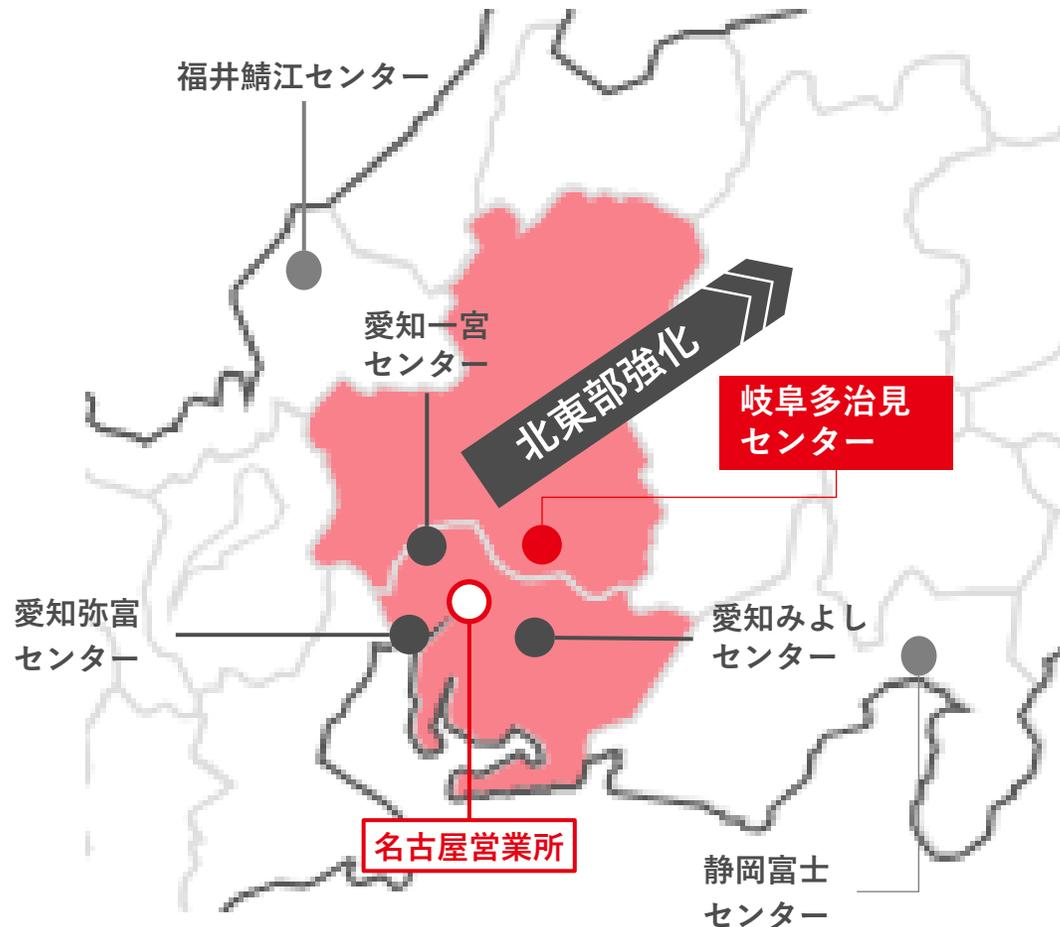 福井鯖江センター
愛知一宮
センター
北東部強化
岐阜多治見
センター
愛知弥富
センター
愛知みよし
センター
名古屋営業所
静岡富士
センター